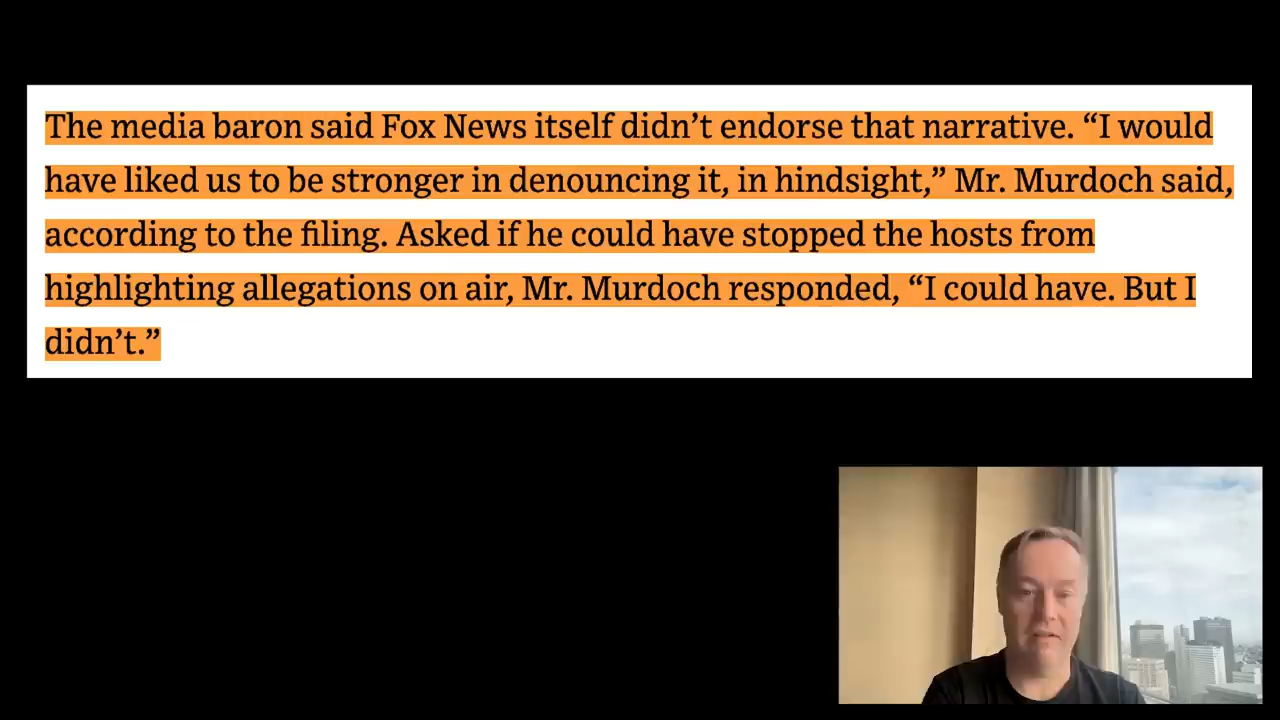 The media baron said Fox News itself didn’t endorse that narrative. “I would
have liked us to be stronger in denouncing it, in hindsight,” Mr. Murdoch said,
according to the filing. Asked if he could have stopped the hosts from
highlighting allegations on air, Mr. Murdoch responded, “I could have. But I
didn’t.”